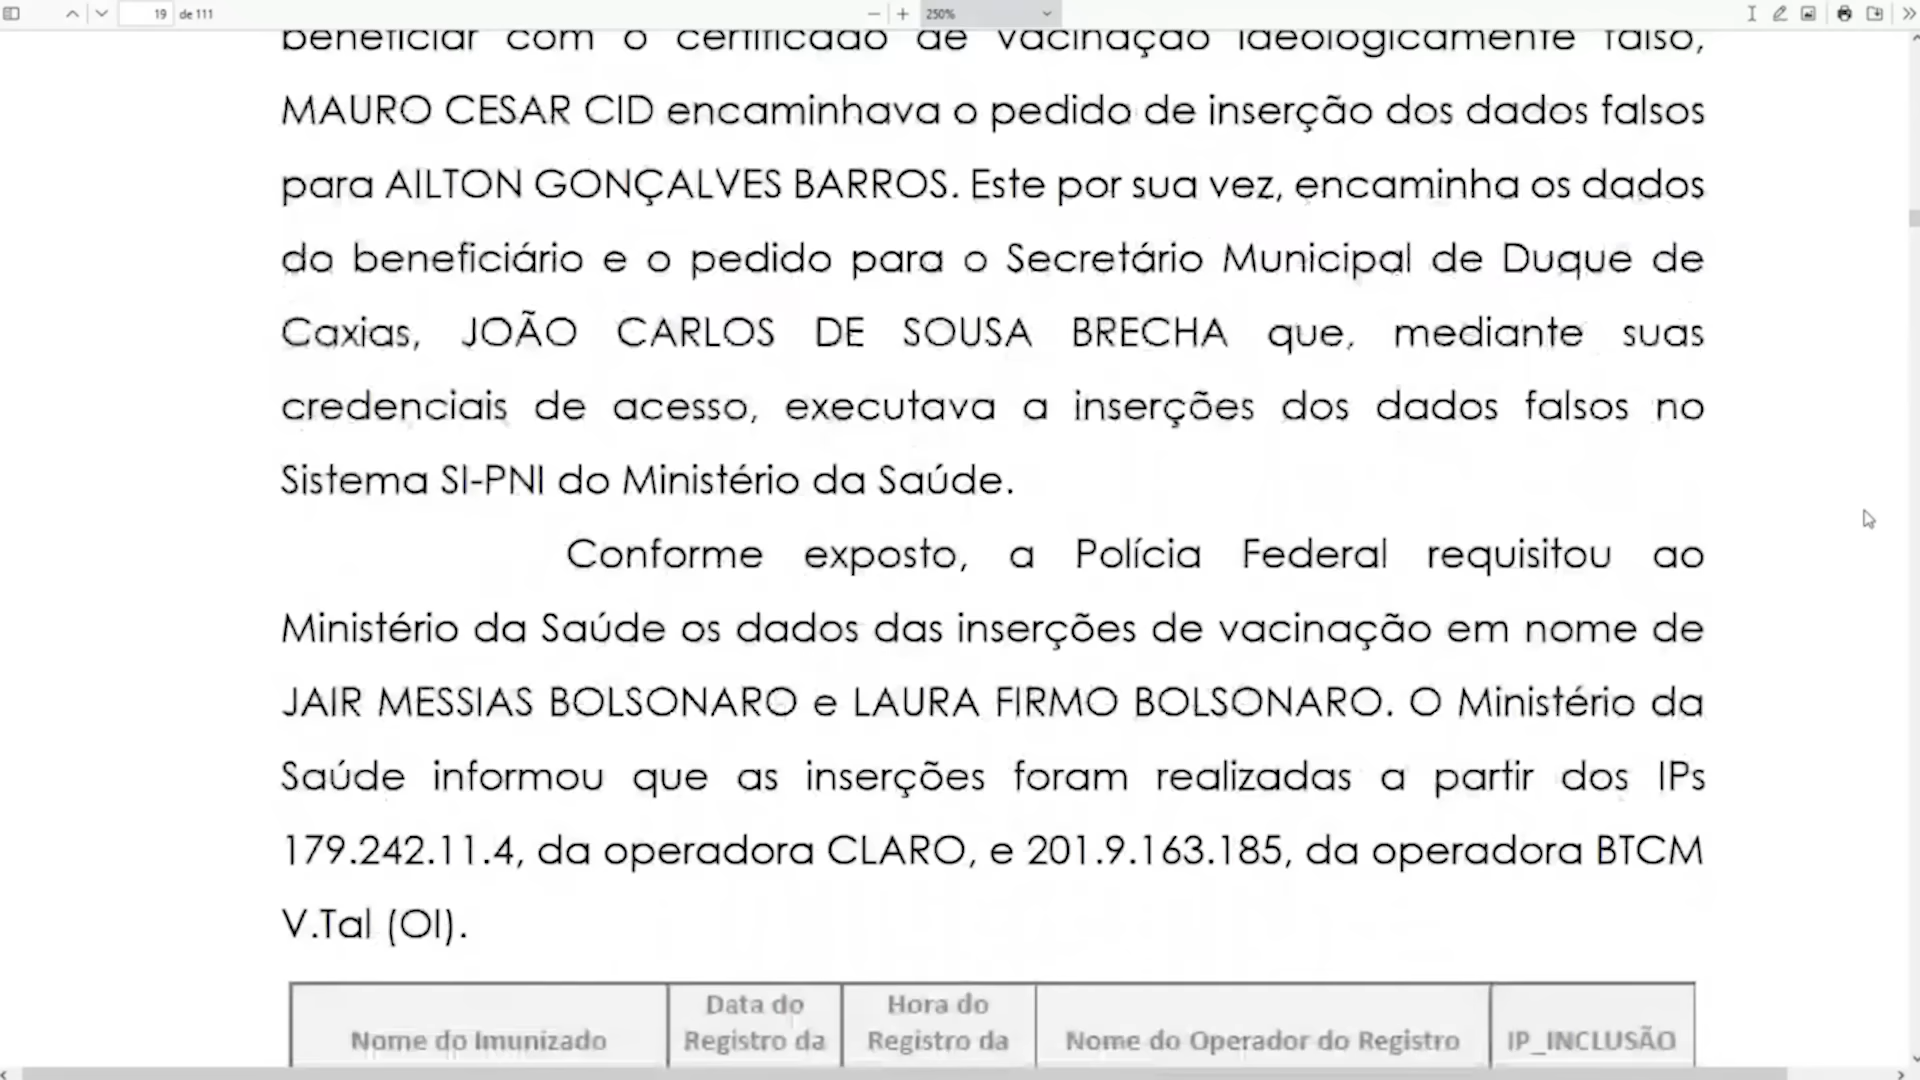 19 de 111
250%
beneficiar com o certificado de vacinação ideologicamente falso,
MAURO CESAR CID encaminhava o pedido de inserção dos dados falsos
para AILTON GONÇALVES BARROS. Este por sua vez, encaminha os dados
do beneficiário e o pedido para o Secretário Municipal de Duque de
Caxias, JOÃO CARLOS DE SOUSA BRECHA que, mediante suas
credenciais de acesso, executava a inserções dos dados falsos no
Sistema SI-PNI do Ministério da Saúde.
Conforme exposto, a Polícia Federal requisitou ao
Ministério da Saúde os dados das inserções de vacinação em nome de
JAIR MESSIAS BOLSONARO e LAURA FIRMO BOLSONARO. O Ministério da
Saúde informou que as inserções foram realizadas a partir dos IPs
179.242.11.4, da operadora CLARO, e 201.9.163.185, da operadora BTCM
V.Tal (OI).
Nome do Imunizado
Data do
Registro da
Hora do
Registro da
Nome do Operador do Registro
IP_INCLUSÃO